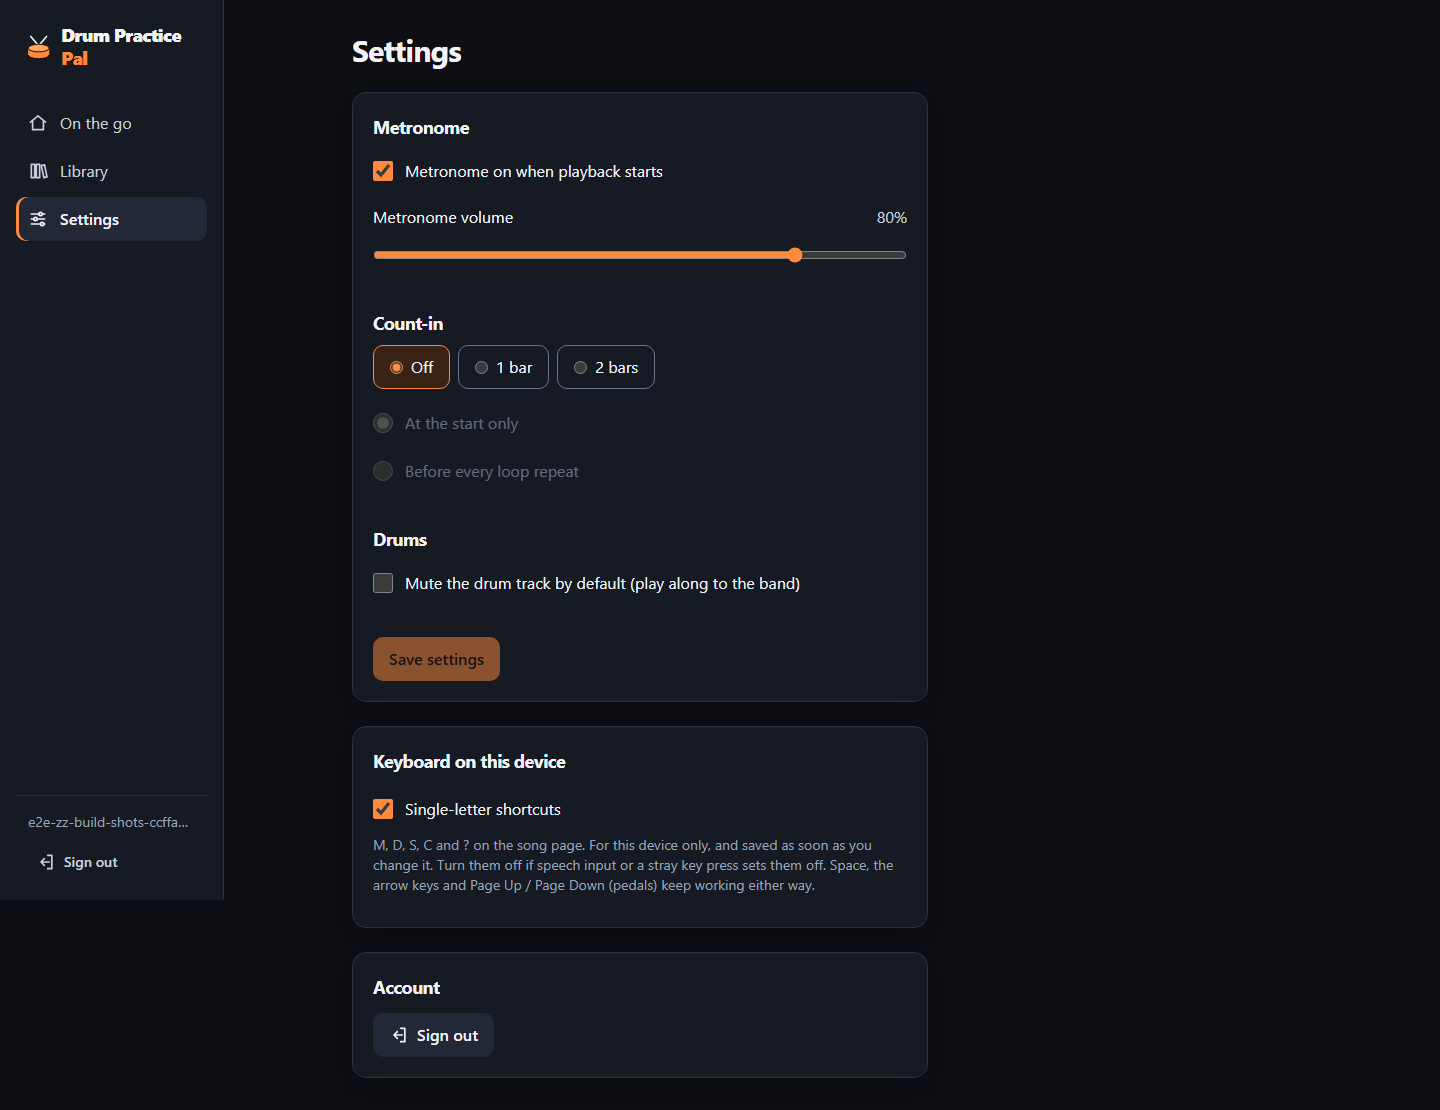 Drum Practice
Pal
On the go
Library
Settings
e2e-zz-build-shots-ccffa...
Sign out
Settings
Metronome
Metronome on when playback starts
Metronome volume 80%
Count-in
Off 1 bar 2 bars
At the start only
Before every loop repeat
Drums
Mute the drum track by default (play along to the band)
Save settings
Keyboard on this device
Single-letter shortcuts
M, D, S, C and ? on the song page. For this device only, and saved as soon as you
change it. Turn them off if speech input or a stray key press sets them off. Space, the
arrow keys and Page Up / Page Down (pedals) keep working either way.
Account
Sign out